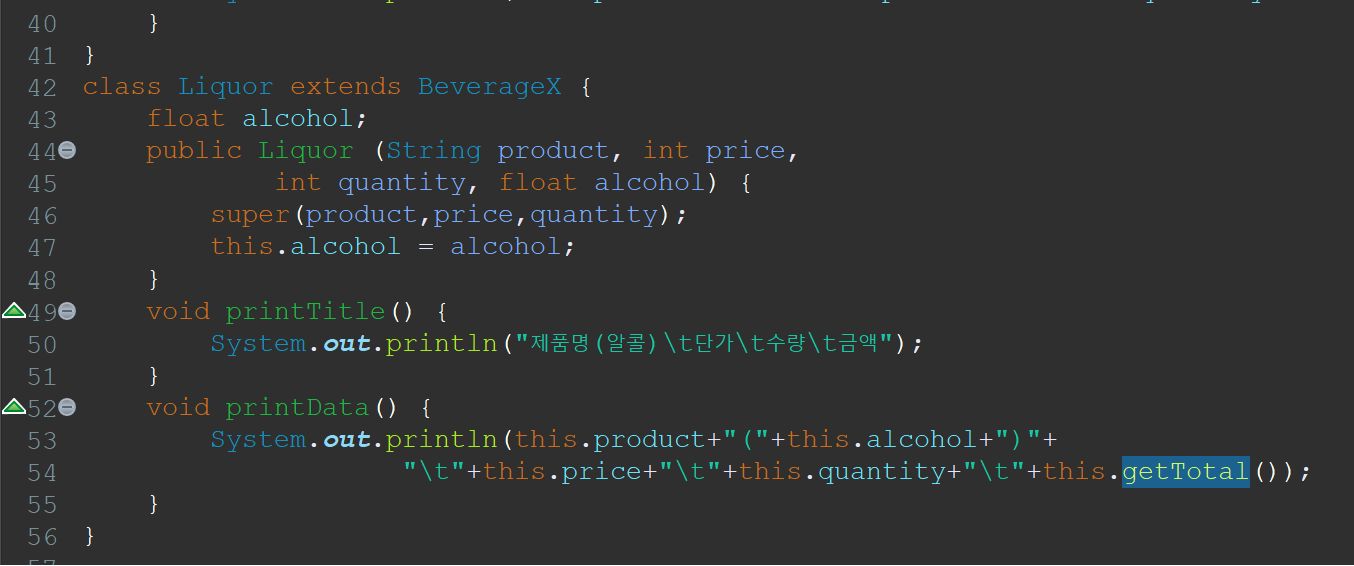 40 }
41 }
42 class Liquor extends BeverageX {
43 float alcohol;
44 public Liquor (String product, int price,
45 int quantity, float alcohol) {
46 super(product,price,quantity);
47 this.alcohol = alcohol;
48 }
49 void printTitle() {
50 System.out.println("제품명(알콜)\t단가\t수량\t금액");
51 }
52 void printData() {
53 System.out.println(this.product+"("+this.alcohol+")"+
54 "\t"+this.price+"\t"+this.quantity+"\t"+this.getTotal());
55 }
56 }